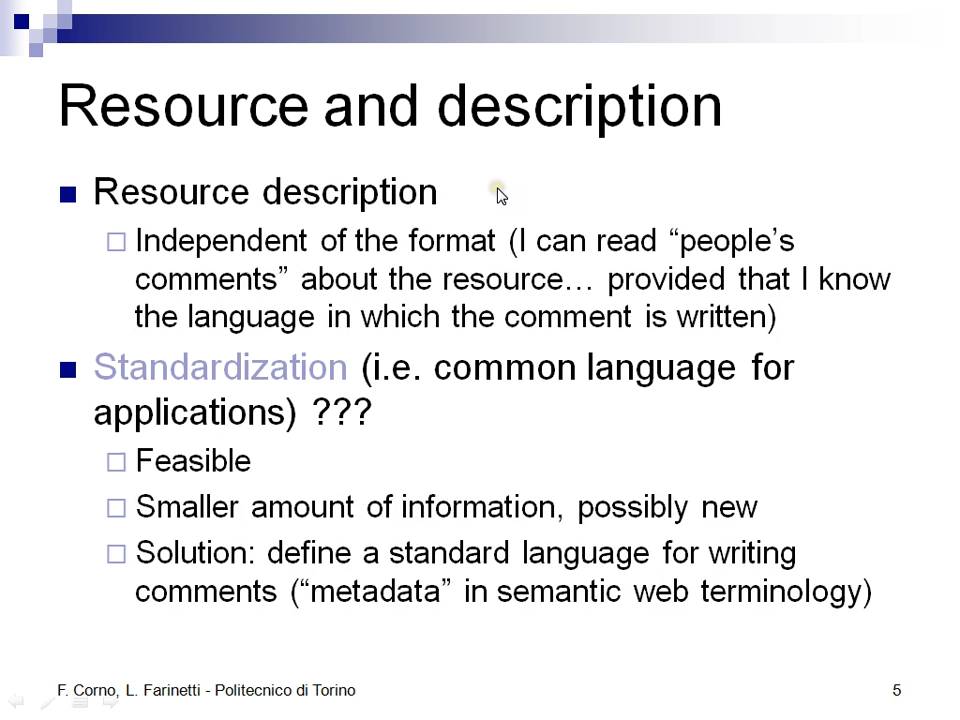 Resource and description
Resource description
Independent of the format (I can read “people’s
comments” about the resource… provided that I know
the language in which the comment is written)
Standardization (i.e. common language for
applications) ???
Feasible
Smaller amount of information, possibly new
Solution: define a standard language for writing
comments (“metadata” in semantic web terminology)
F. Corno, L. Farinetti - Politecnico di Torino
5